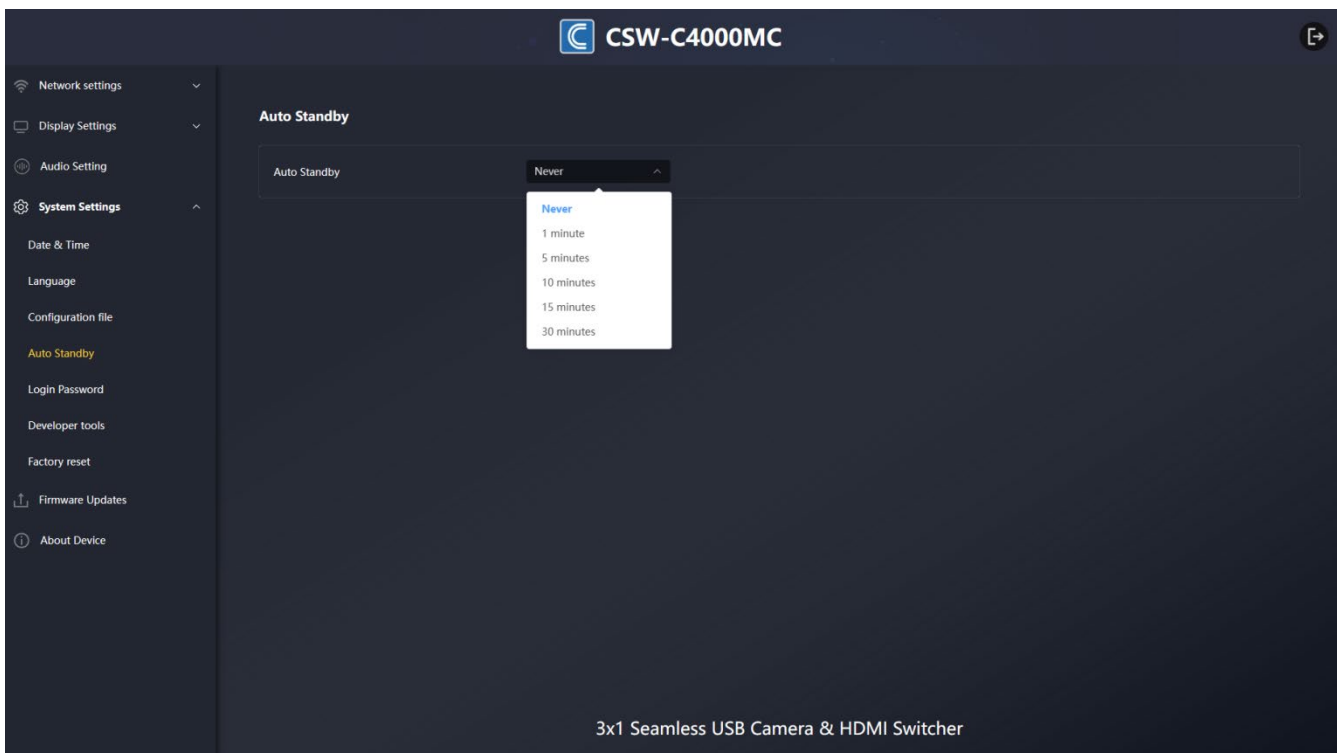 CSW-C4000MC
Network settings
Display Settings
Audio Setting
System Settings
Date & Time
Language
Configuration file
Auto Standby
Login Password
Developer tools
Factory reset
Firmware Updates
About Device
Auto Standby
Auto Standby
Never
Never
1 minute
5 minutes
10 minutes
15 minutes
30 minutes
3x1 Seamless USB Camera & HDMI Switcher